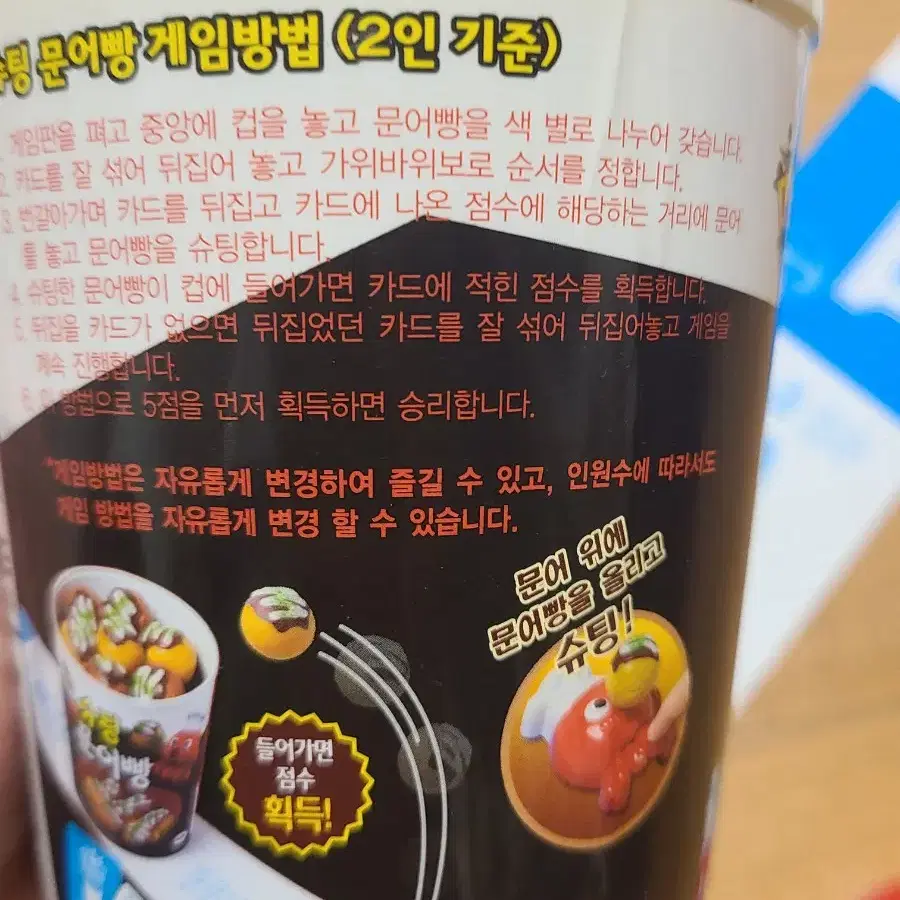 슈팅 문어빵 게임방법 (2인 기준)
1. 게임판을 펴고 중앙에 컵을 놓고 문어빵을 색 별로 나누어 갖습니다.
2. 카드를 잘 섞어 뒤집어 놓고 가위바위보로 순서를 정합니다.
3. 번갈아가며 카드를 뒤집고 카드에 나온 점수에 해당하는 거리에 문어
를 놓고 문어빵을 슈팅합니다.
4. 슈팅한 문어빵이 컵에 들어가면 카드에 적힌 점수를 획득합니다.
5. 뒤집을 카드가 없으면 뒤집었던 카드를 잘 섞어 뒤집어놓고 게임을
계속 진행합니다.
6. 위 방법으로 5점을 먼저 획득하면 승리합니다.
*게임방법은 자유롭게 변경하여 즐길 수 있고, 인원수에 따라서도
게임 방법을 자유롭게 변경 할 수 있습니다.
문어 위에
문어빵을 올리고
슈팅!
슈팅
문어빵
들어가면
점수
획득!